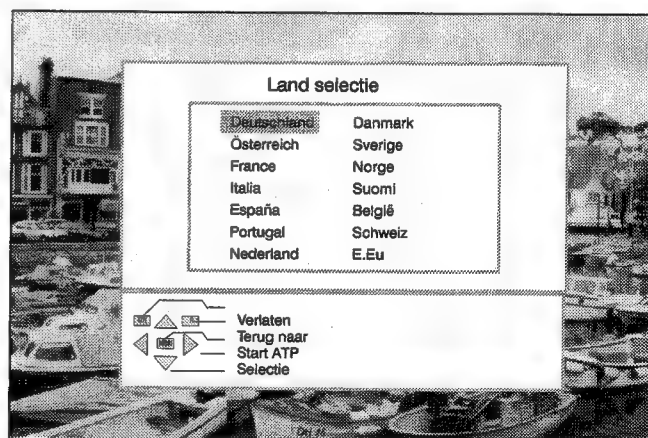 Land selectie
Deutschland Danmark
Österreich Sverige
France Norge
Italia Suomi
España België
Portugal Schweiz
Nederland E.Eu
Verlaten
Terug naar
Start ATP
Selectie